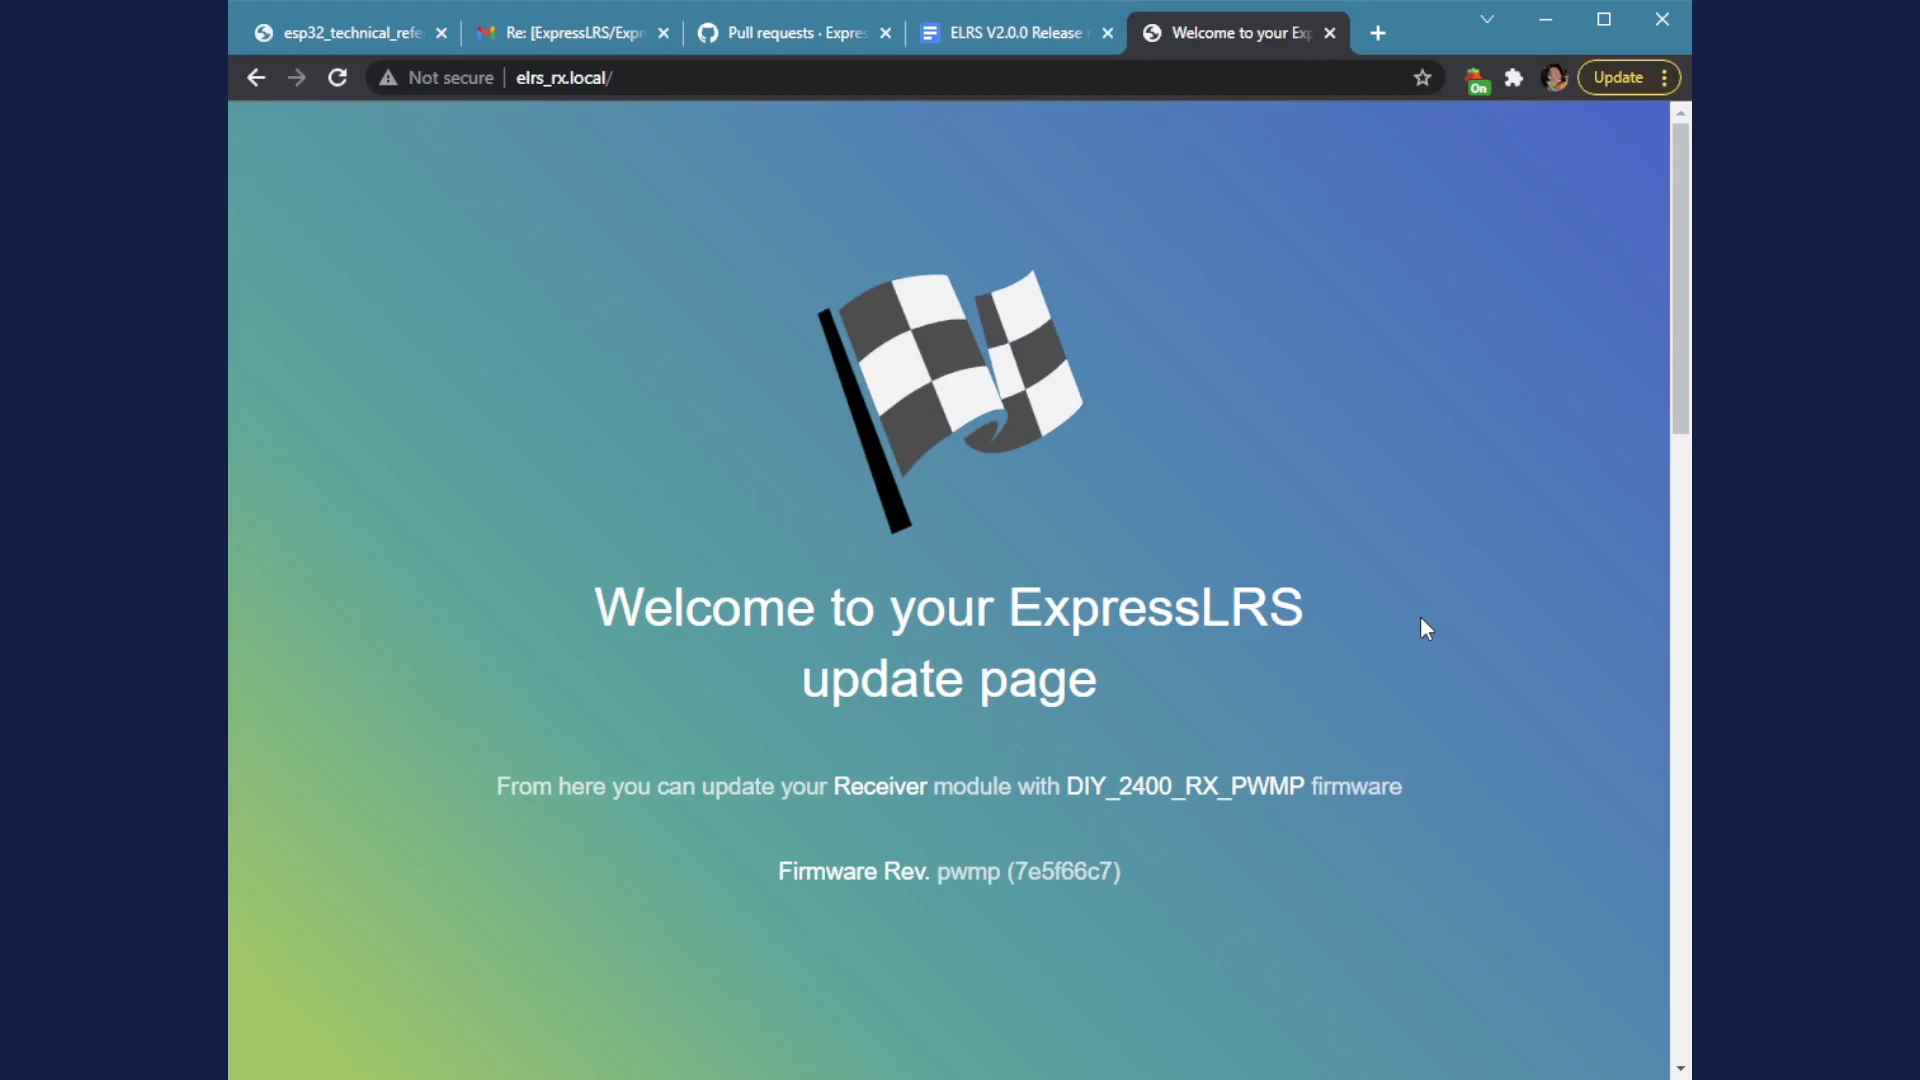 esp32_technical_refe
Re: [ExpressLRS/Expr
Pull requests · Expres
ELRS V2.0.0 Release
Welcome to your Exp
Not secure
elrs_rx.local/
On
Update
Welcome to your ExpressLRS
update page
From here you can update your Receiver module with DIY_2400_RX_PWMP firmware
Firmware Rev. pwmp (7e5f66c7)